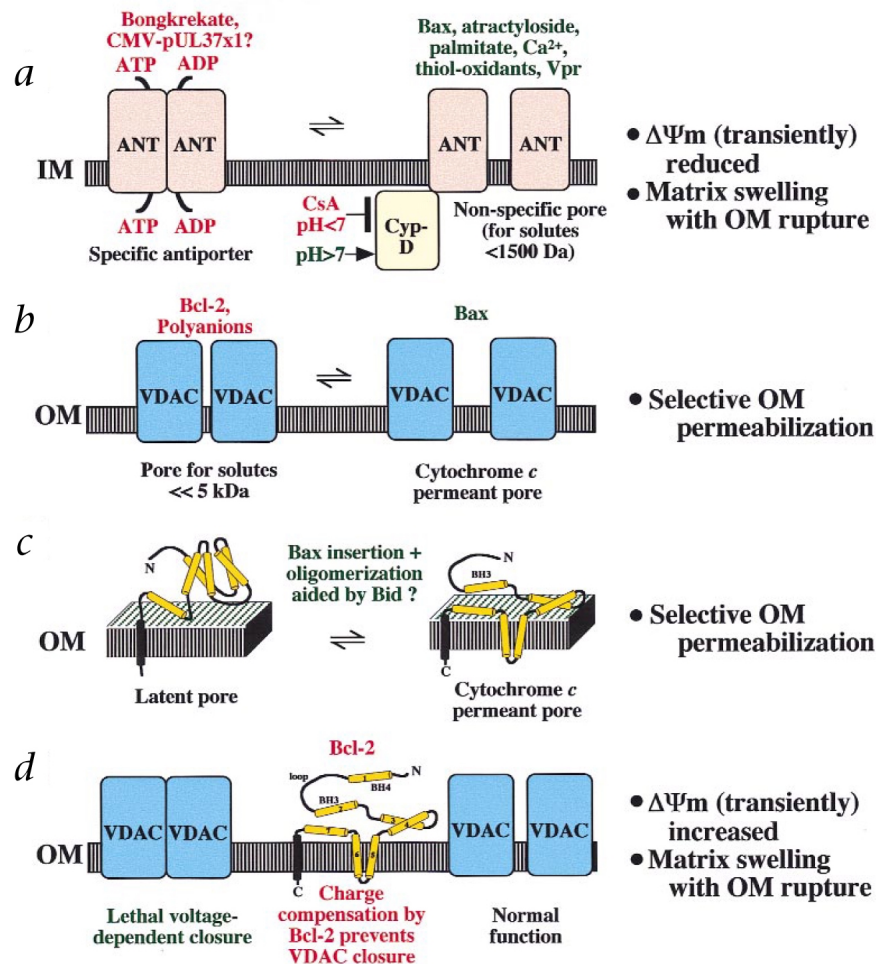 a
Bongkrekate,
CMV-pUL37x1?
ATP ADP
ANT ANT
IM
ATP ADP
Specific antiporter
⇌
Bax, atractyloside,
palmitate, Ca²⁺,
thiol-oxidants, Vpr
ANT ANT
CsA
pH<7
pH>7
Cyp-
D
Non-specific pore
(for solutes
<1500 Da)
• ΔΨm (transiently)
reduced
• Matrix swelling
with OM rupture
b
Bcl-2,
Polyanions
VDAC VDAC
OM
Pore for solutes
<< 5 kDa
⇌
Bax
VDAC VDAC
Cytochrome c
permeant pore
• Selective OM
permeabilization
c
N
OM
Latent pore
Bax insertion +
oligomerization
aided by Bid ?
⇌
N
BH3
C
Cytochrome c
permeant pore
• Selective OM
permeabilization
d
VDAC VDAC
OM
Lethal voltage-
dependent closure
Bcl-2
loop
N
BH4
BH3
6 5
C
Charge
compensation by
Bcl-2 prevents
VDAC closure
VDAC VDAC
Normal
function
• ΔΨm (transiently)
increased
• Matrix swelling
with OM rupture